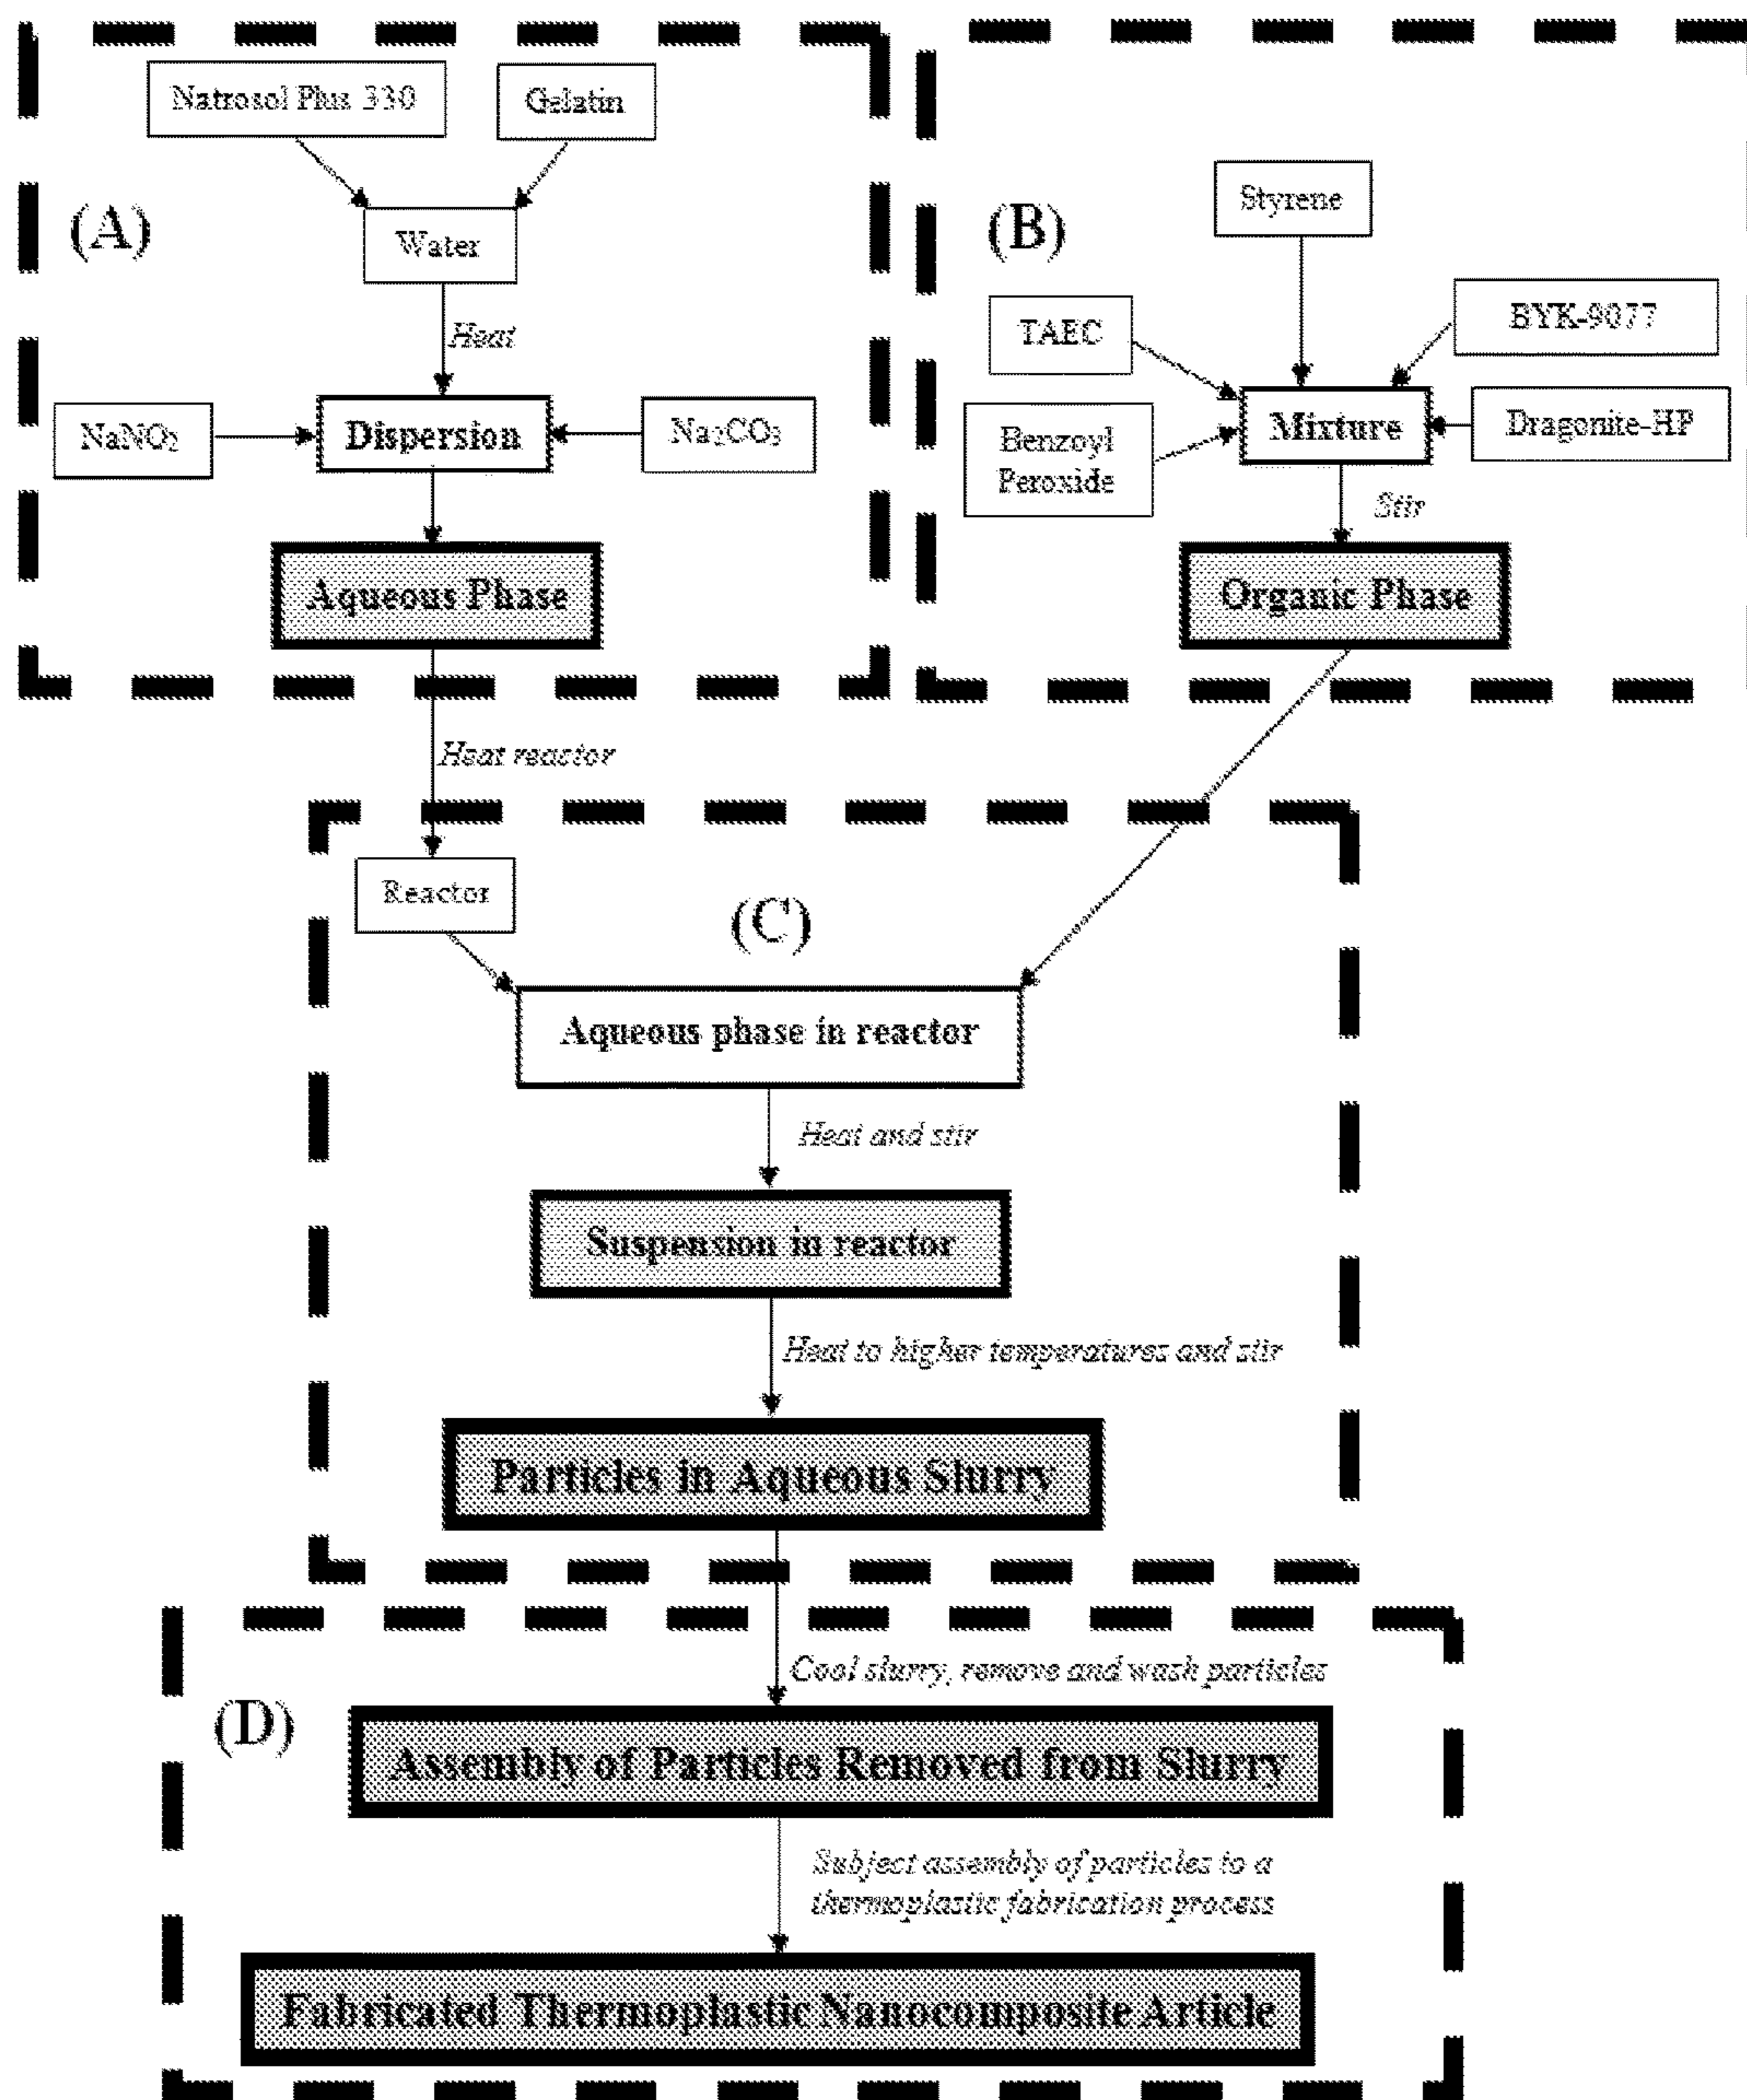 Natrosol Plus 330
Gelatin
(A)
Water
Heat
NaNO₂
Dispersion
Na₂CO₃
Aqueous Phase
(B)
Styrene
TAEC
BYK-9077
Benzoyl
Peroxide
Mixture
Dragonite-HP
Stir
Organic Phase
Heat reactor
Reactor
(C)
Aqueous phase in reactor
Heat and stir
Suspension in reactor
Heat to higher temperatures and stir
Particles in Aqueous Slurry
Cool slurry, remove and wash particles
(D)
Assembly of Particles Removed from Slurry
Subject assembly of particles to a
thermoplastic fabrication process
Fabricated Thermoplastic Nanocomposite Article